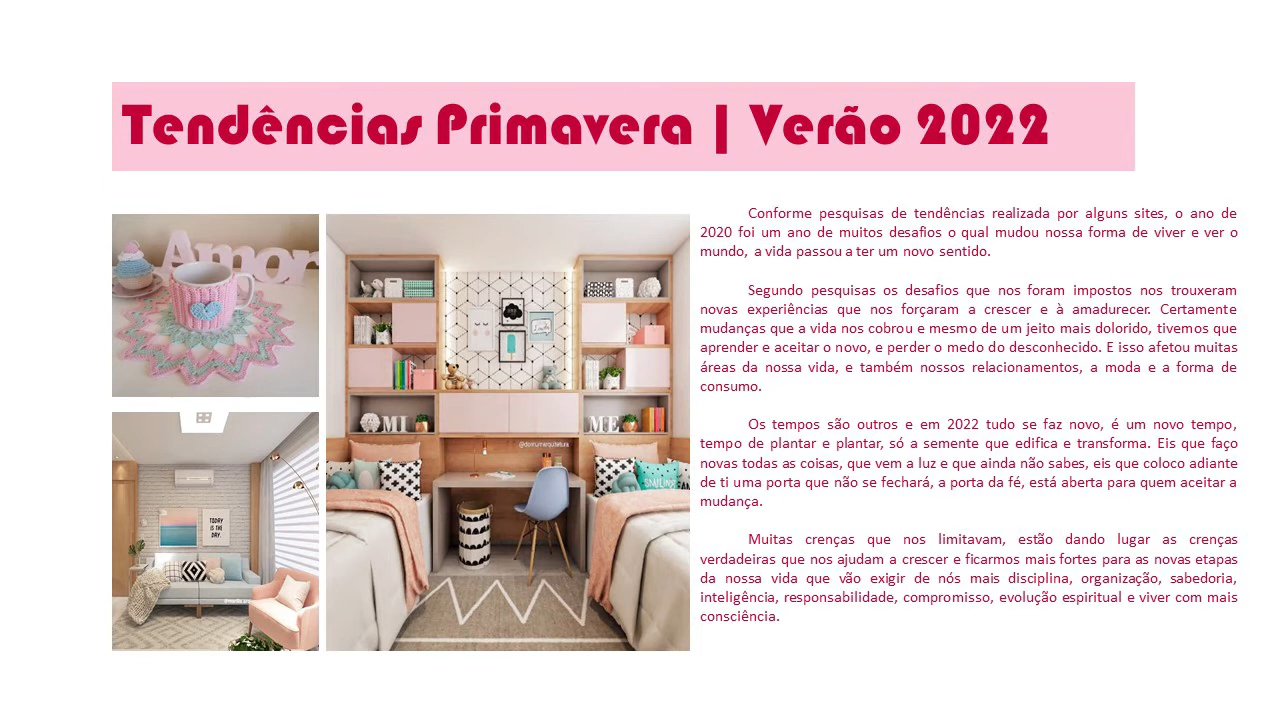 Tendências Primavera | Verão 2022
Amor
MI
ME
@doznumarquitetura
SMILING
TODAY
IS THE
DAY.
Conforme pesquisas de tendências realizada por alguns sites, o ano de
2020 foi um ano de muitos desafios o qual mudou nossa forma de viver e ver o
mundo, a vida passou a ter um novo sentido.
Segundo pesquisas os desafios que nos foram impostos nos trouxeram
novas experiências que nos forçaram a crescer e à amadurecer. Certamente
mudanças que a vida nos cobrou e mesmo de um jeito mais dolorido, tivemos que
aprender e aceitar o novo, e perder o medo do desconhecido. E isso afetou muitas
áreas da nossa vida, e também nossos relacionamentos, a moda e a forma de
consumo.
Os tempos são outros e em 2022 tudo se faz novo, é um novo tempo,
tempo de plantar e plantar, só a semente que edifica e transforma. Eis que faço
novas todas as coisas, que vem a luz e que ainda não sabes, eis que coloco adiante
de ti uma porta que não se fechará, a porta da fé, está aberta para quem aceitar a
mudança.
Muitas crenças que nos limitavam, estão dando lugar as crenças
verdadeiras que nos ajudam a crescer e ficarmos mais fortes para as novas etapas
da nossa vida que vão exigir de nós mais disciplina, organização, sabedoria,
inteligência, responsabilidade, compromisso, evolução espiritual e viver com mais
consciência.